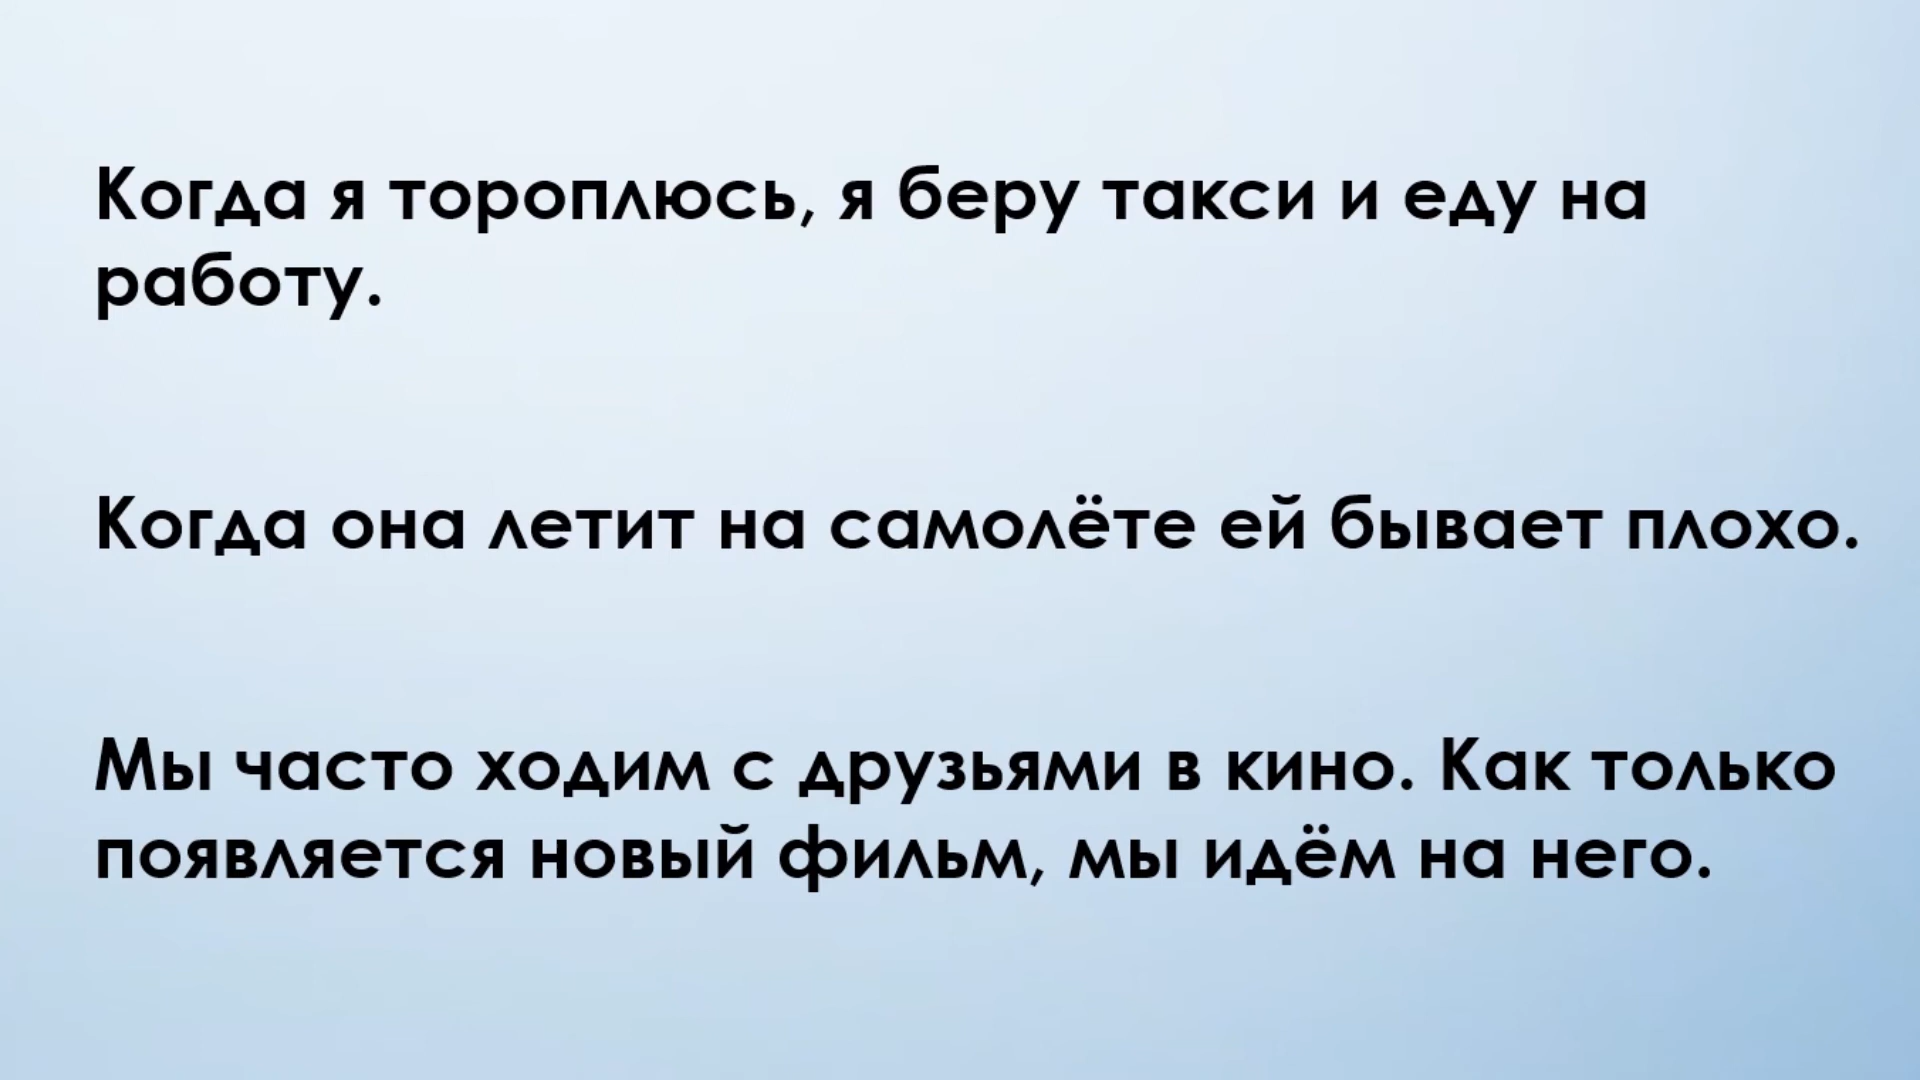 Когда я тороплюсь, я беру такси и еду на
работу.
Когда она летит на самолёте ей бывает плохо.
Мы часто ходим с друзьями в кино. Как только
появляется новый фильм, мы идём на него.